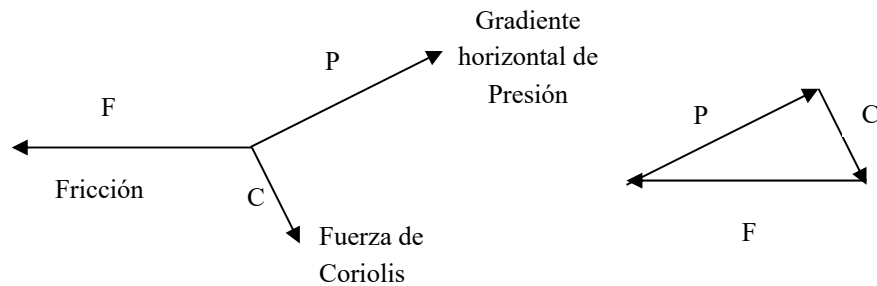 Gradiente
horizontal de
Presión
P
F
Fricción
C
Fuerza de
Coriolis
P
C
F